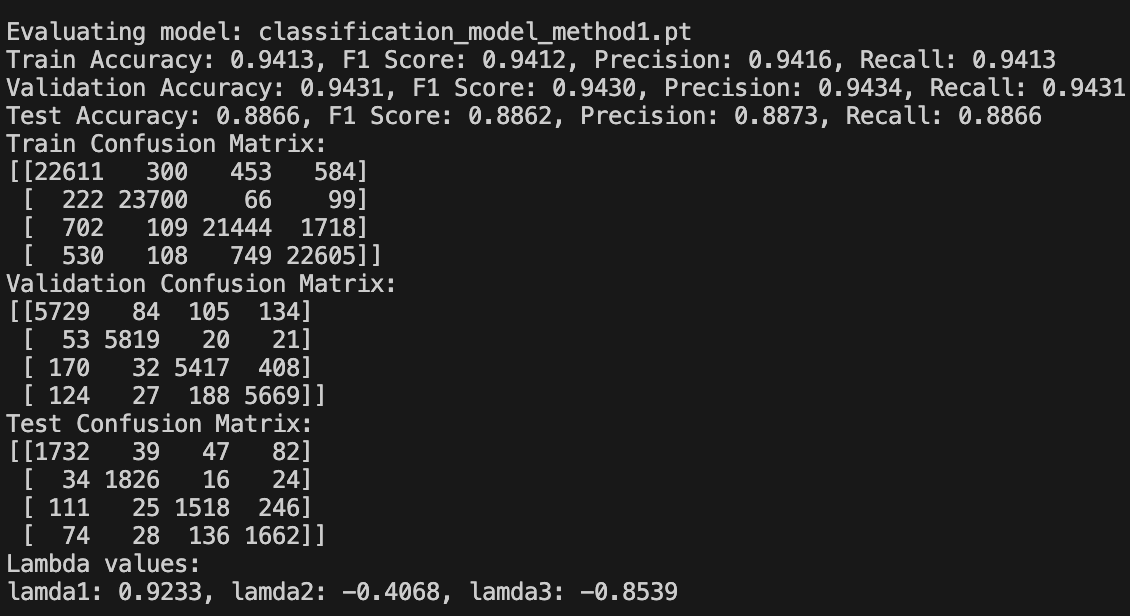 Evaluating model: classification_model_method1.pt
Train Accuracy: 0.9413, F1 Score: 0.9412, Precision: 0.9416, Recall: 0.9413
Validation Accuracy: 0.9431, F1 Score: 0.9430, Precision: 0.9434, Recall: 0.9431
Test Accuracy: 0.8866, F1 Score: 0.8862, Precision: 0.8873, Recall: 0.8866
Train Confusion Matrix:
[[22611   300   453   584]
 [  222 23700    66    99]
 [  702   109 21444  1718]
 [  530   108   749 22605]]
Validation Confusion Matrix:
[[5729   84  105  134]
 [  53 5819   20   21]
 [ 170   32 5417  408]
 [ 124   27  188 5669]]
Test Confusion Matrix:
[[1732   39   47   82]
 [  34 1826   16   24]
 [ 111   25 1518  246]
 [  74   28  136 1662]]
Lambda values:
lamda1: 0.9233, lamda2: -0.4068, lamda3: -0.8539